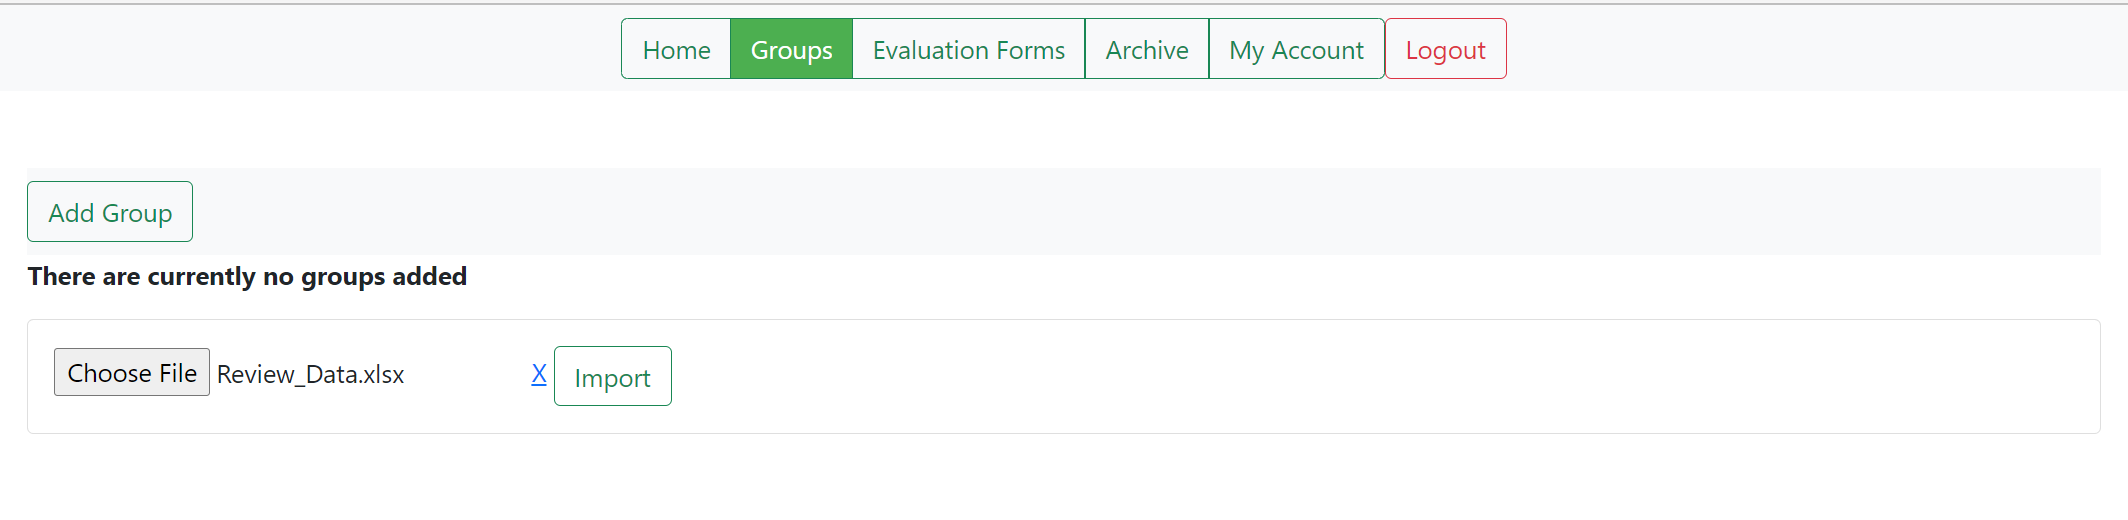 Home Groups Evaluation Forms Archive My Account Logout
Add Group
There are currently no groups added
Choose File Review_Data.xlsx X Import